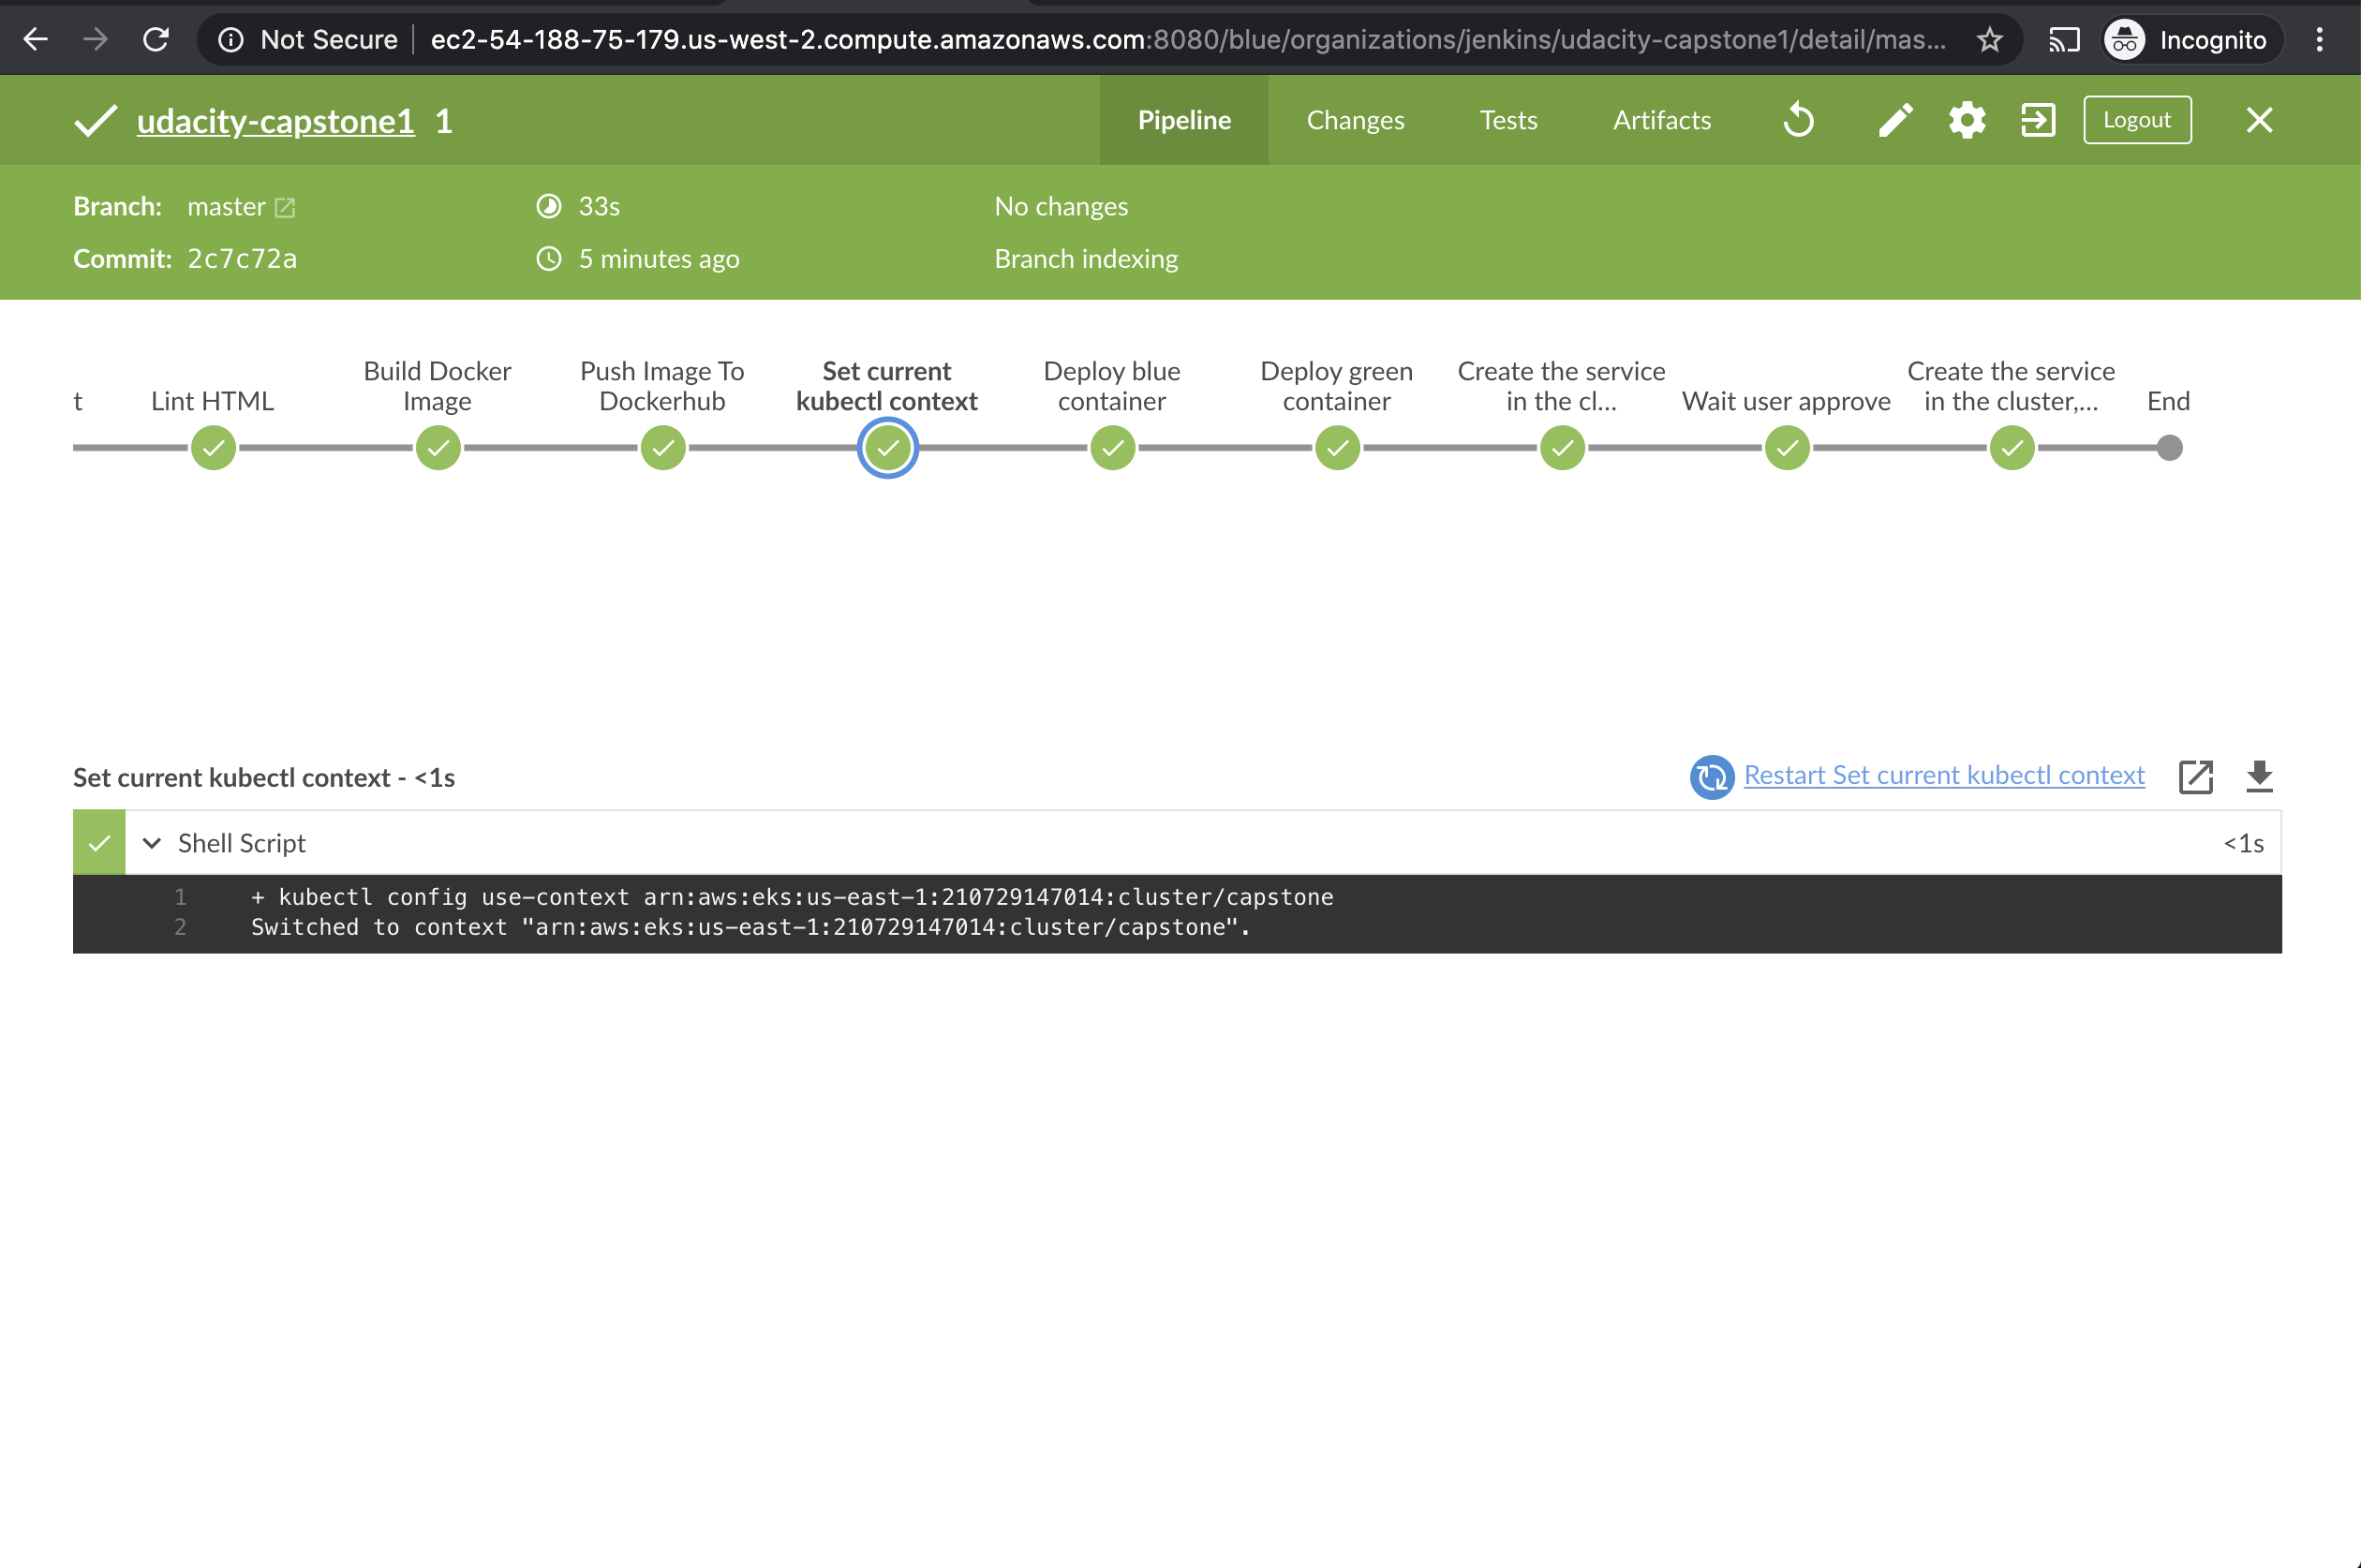 Not Secure ec2-54-188-75-179.us-west-2.compute.amazonaws.com:8080/blue/organizations/jenkins/udacity-capstone1/detail/mas... Incognito
udacity-capstone1 1 Pipeline Changes Tests Artifacts Logout
Branch: master 33s No changes
Commit: 2c7c72a 5 minutes ago Branch indexing
t
Lint HTML
Build Docker
Image
Push Image To
Dockerhub
Set current
kubectl context
Deploy blue
container
Deploy green
container
Create the service
in the cl...
Wait user approve
Create the service
in the cluster,...
End
Set current kubectl context - <1s Restart Set current kubectl context
Shell Script <1s
1 + kubectl config use-context arn:aws:eks:us-east-1:210729147014:cluster/capstone
2 Switched to context "arn:aws:eks:us-east-1:210729147014:cluster/capstone".